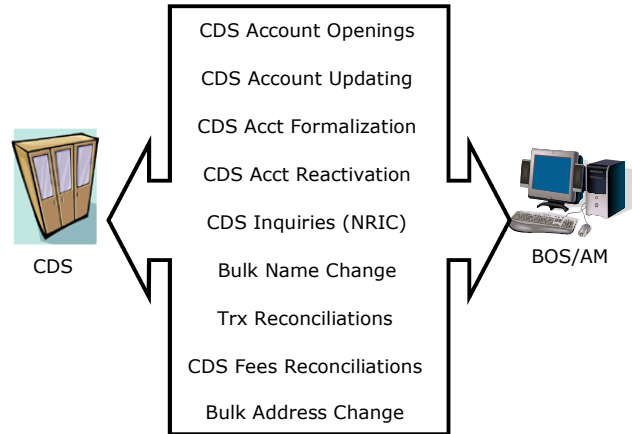 CDS Account Openings
CDS Account Updating
CDS Acct Formalization
CDS Acct Reactivation
CDS Inquiries (NRIC)
Bulk Name Change
Trx Reconciliations
CDS Fees Reconciliations
Bulk Address Change
CDS
BOS/AM